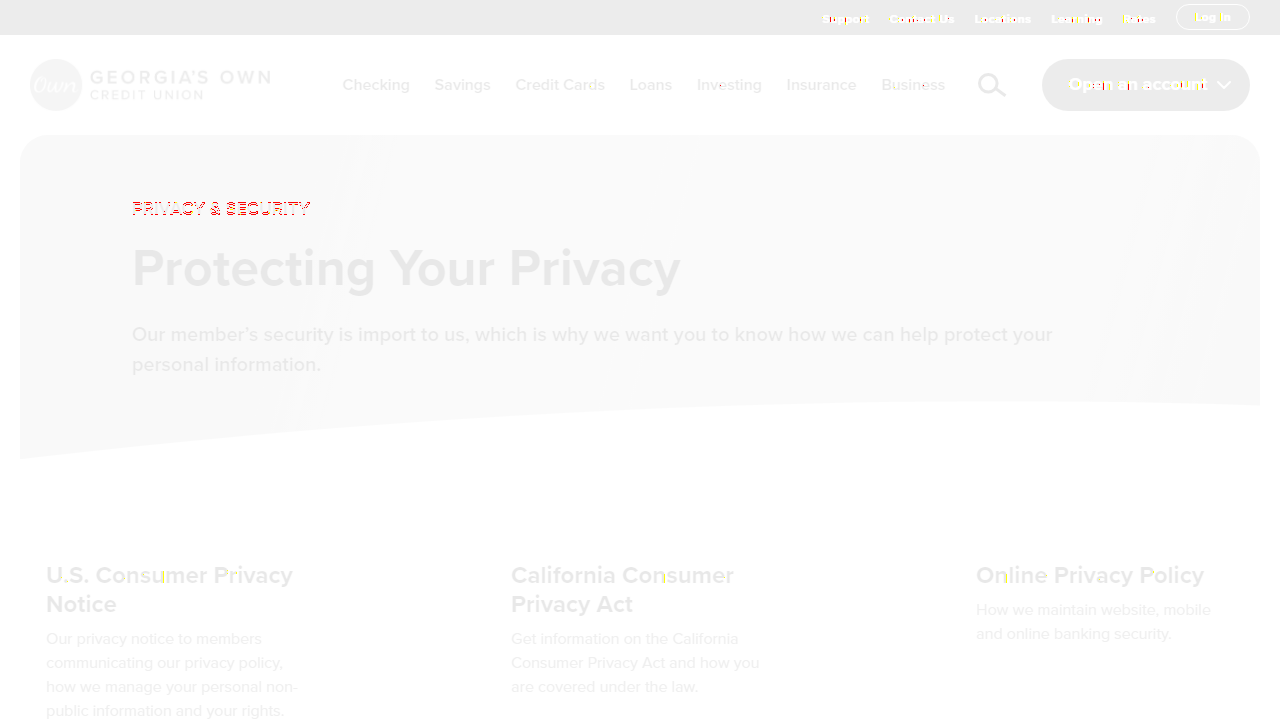 Support Contact Us Locations Learning Rates Log In
Own GEORGIA'S OWN
CREDIT UNION
Checking Savings Credit Cards Loans Investing Insurance Business
Open an account
PRIVACY & SECURITY
Protecting Your Privacy
Our member's security is import to us, which is why we want you to know how we can help protect your
personal information.
U.S. Consumer Privacy
Notice
Our privacy notice to members
communicating our privacy policy,
how we manage your personal non-
public information and your rights.
California Consumer
Privacy Act
Get information on the California
Consumer Privacy Act and how you
are covered under the law.
Online Privacy Policy
How we maintain website, mobile
and online banking security.